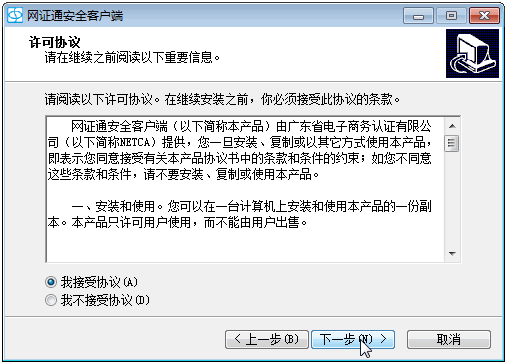 网证通安全客户端
许可协议
请在继续之前阅读以下重要信息。
请阅读以下许可协议。在继续安装之前，你必须接受此协议的条款。
网证通安全客户端（以下简称本产品）由广东省电子商务认证有限公
司（以下简称NETCA）提供，您一旦安装、复制或以其它方式使用本产品，
即表示您同意接受有关本产品协议书中的条款和条件的约束；如您不同意
这些条款和条件，请不要安装、复制或使用本产品。
一、安装和使用。您可以在一台计算机上安装和使用本产品的一份副
本。本产品只许可用户使用，而不能由用户出售。
我接受协议(A)
我不接受协议(D)
< 上一步(B)
下一步(N) >
取消